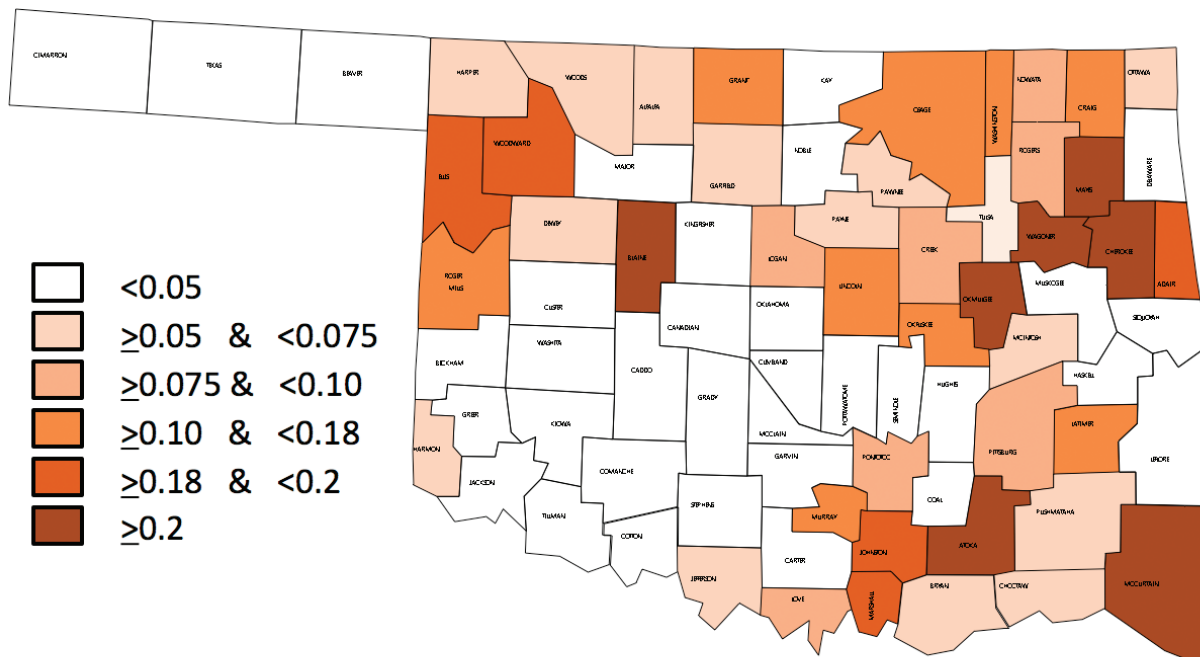 CIMARRON
TEXAS
BEAVER
HARPER
WOODS
ALFALFA
GRANT
KAY
OSAGE
WASHINGTON
NOWATA
CRAIG
OTTAWA
ELLIS
WOODWARD
MAJOR
GARFIELD
NOBLE
PAWNEE
ROGERS
MAYES
DELAWARE
DEWEY
BLAINE
KINGFISHER
LOGAN
PAYNE
CREEK
TULSA
WAGONER
CHEROKEE
ADAIR
ROGER
MILLS
CUSTER
CANADIAN
OKLAHOMA
LINCOLN
OKFUSKEE
OKMULGEE
MUSKOGEE
SEQUOYAH
BECKHAM
WASHITA
CADDO
GRADY
CLEVELAND
POTTAWATOMIE
SEMINOLE
HUGHES
MCINTOSH
HASKELL
HARMON
GREER
KIOWA
MCCLAIN
GARVIN
PONTOTOC
PITTSBURG
LATIMER
LEFLORE
JACKSON
COMANCHE
STEPHENS
MURRAY
COAL
PUSHMATAHA
TILLMAN
COTTON
CARTER
JOHNSTON
ATOKA
JEFFERSON
LOVE
MARSHALL
BRYAN
CHOCTAW
MCCURTAIN
<0.05
≥0.05 & <0.075
≥0.075 & <0.10
≥0.10 & <0.18
≥0.18 & <0.2
≥0.2